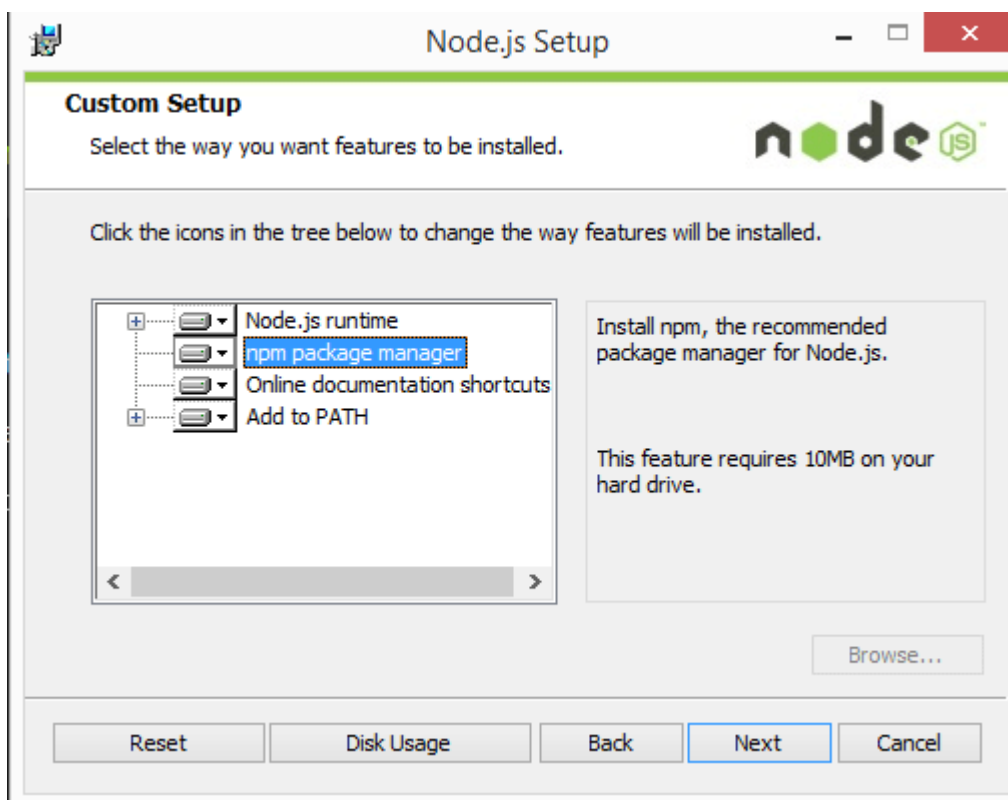 Node.js Setup
Custom Setup
Select the way you want features to be installed.
node JS ™
Click the icons in the tree below to change the way features will be installed.
Node.js runtime
npm package manager
Online documentation shortcuts
Add to PATH
Install npm, the recommended
package manager for Node.js.
This feature requires 10MB on your
hard drive.
Browse...
Reset
Disk Usage
Back
Next
Cancel